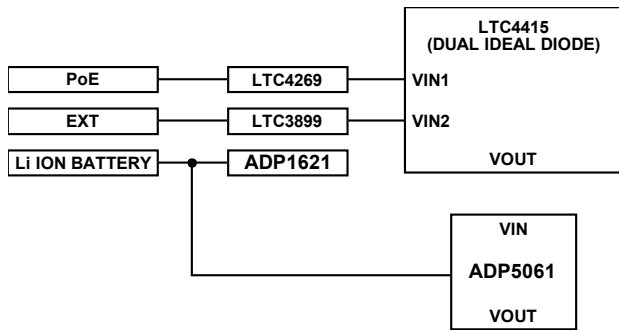 LTC4415
(DUAL IDEAL DIODE)
PoE
LTC4269
VIN1
EXT
LTC3899
VIN2
Li ION BATTERY
ADP1621
VOUT
VIN
ADP5061
VOUT